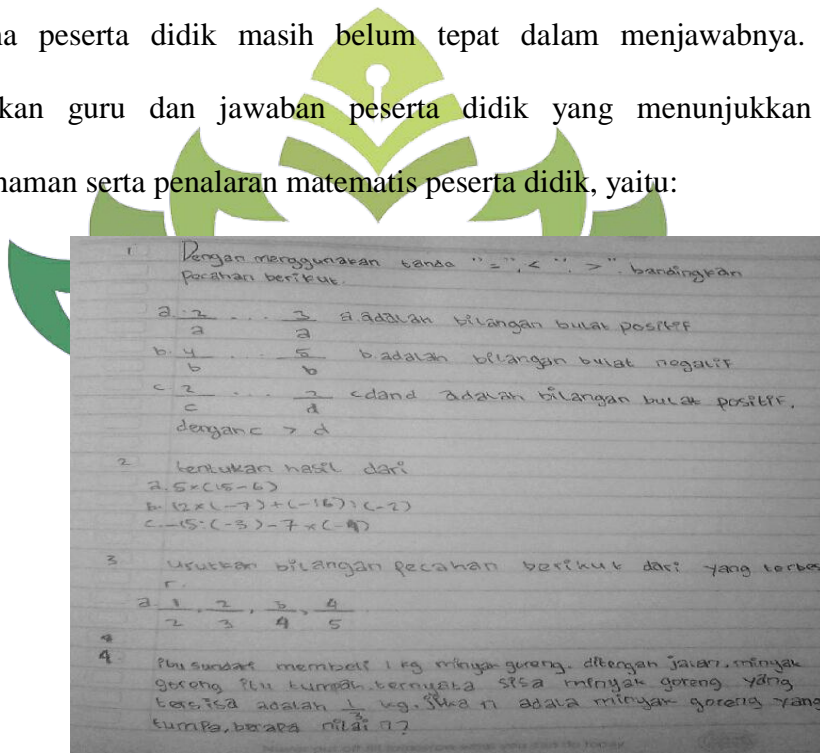 na peserta didik masih belum tepat dalam menjawabnya.
kan guru dan jawaban peserta didik yang menunjukkan
naman serta penalaran matematis peserta didik, yaitu:
1 Dengan menggunakan tanda "=", <", >" bandingkan
Pecahan berikut.
a. 2/a ... 3/a a adalah bilangan bulat positif
b. 4/b ... 5/b b. adalah bilangan bulat negatif
c 2/c ... 2/d c dand adalah bilangan bulat positif,
dengan c > d
2 tentukan hasil dari
a. 5×(15-6)
b. (2×(-7)+(-16):(-2)
c. -15:(-3)-7×(-4)
3 Urutkan bilangan Pecahan berikut dari yang terbes
r.
a 1/2, 2/3, 3/4, 4/5
4 Ibu sundari membeli 1 kg minyak goreng. ditengah jalan, minyak
goreng itu tumpah. ternyata sisa minyak goreng yang
tersisa adalah 1/3 kg. Jika n adala minyak goreng yang
tumpa, berapa nilai n?